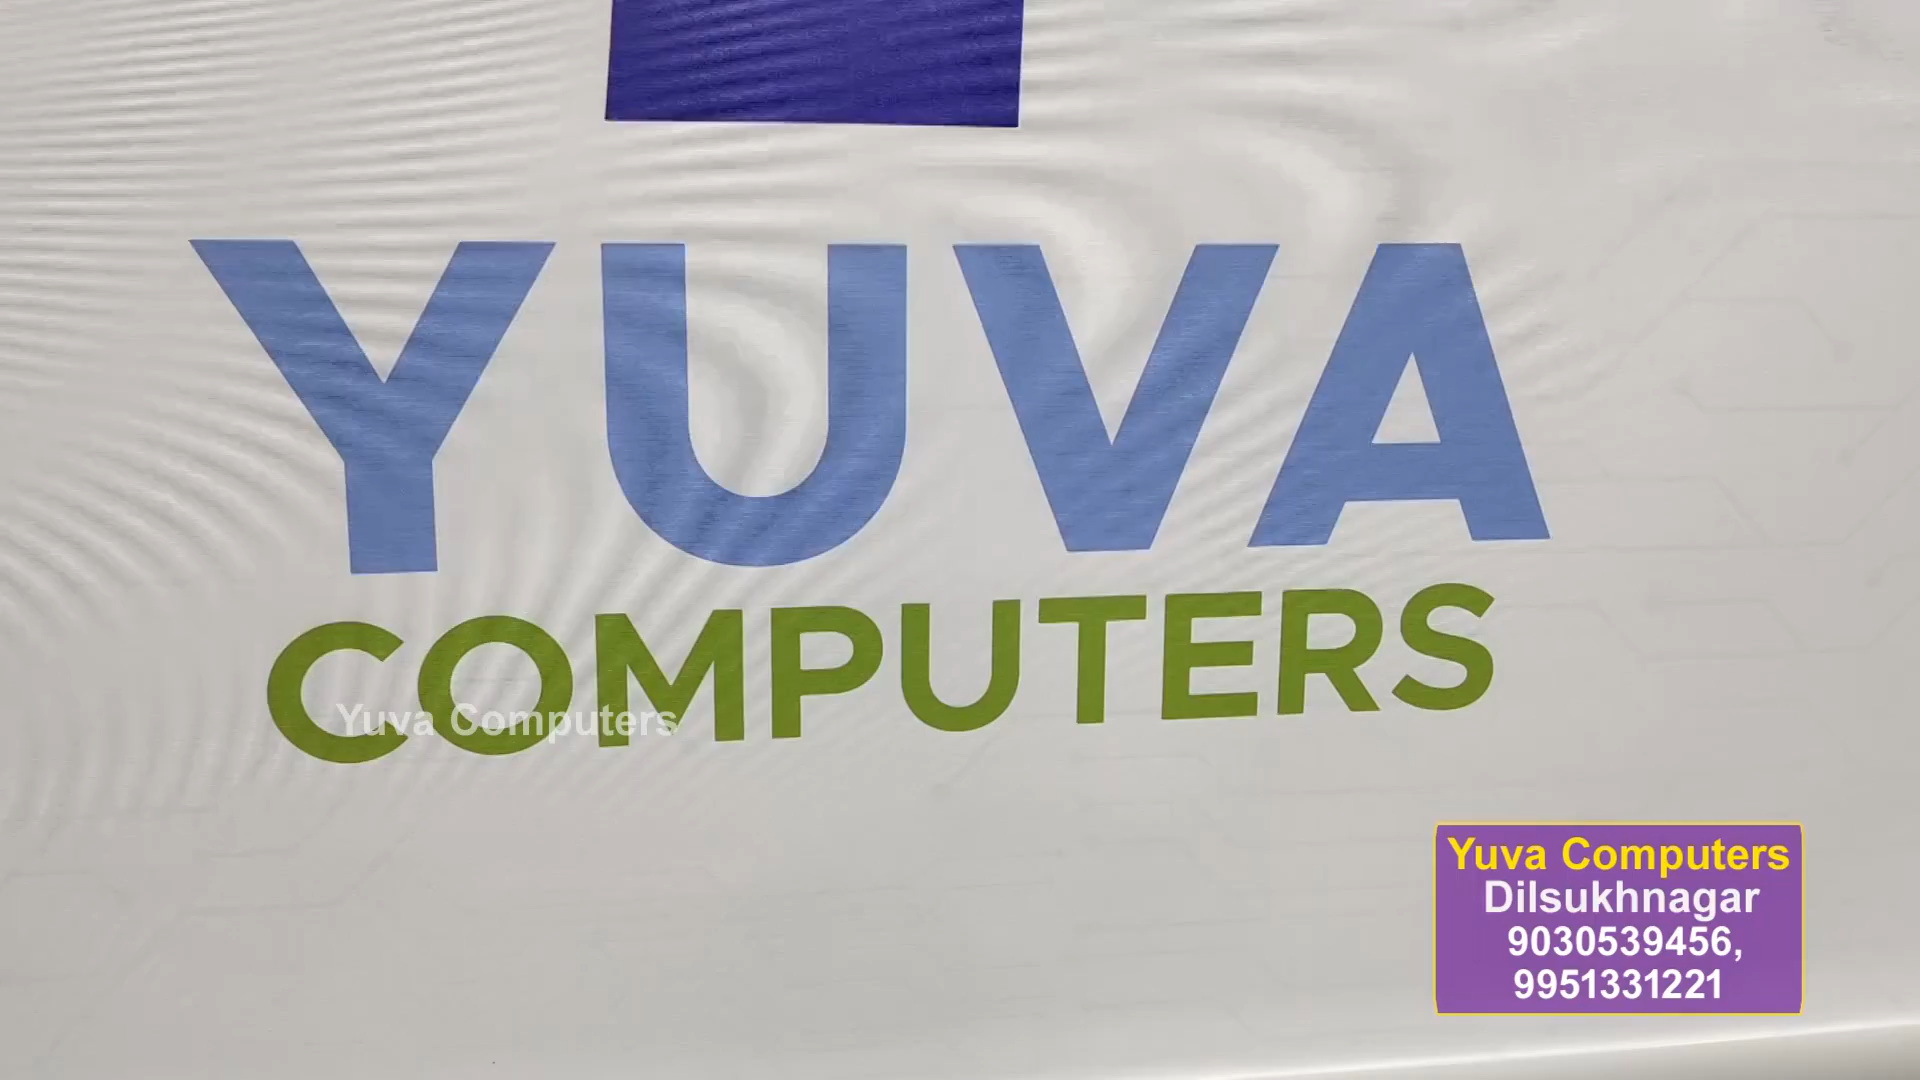 YUVA
COMPUTERS
Yuva Computers
Yuva Computers
Dilsukhnagar
9030539456,
9951331221